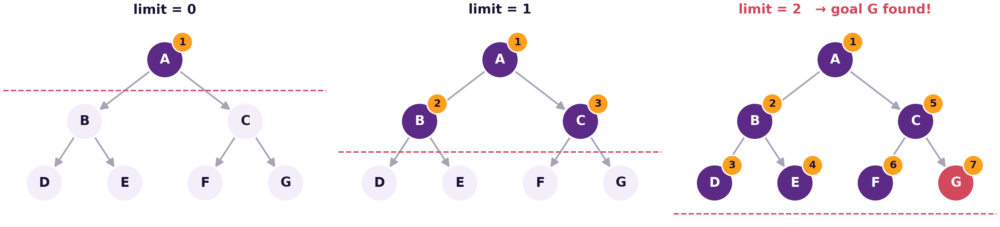 limit = 0
1
A
B
C
D
E
F
G
limit = 1
1
A
2
B
3
C
D
E
F
G
limit = 2 → goal G found!
1
A
2
B
5
C
3
D
4
E
6
F
7
G